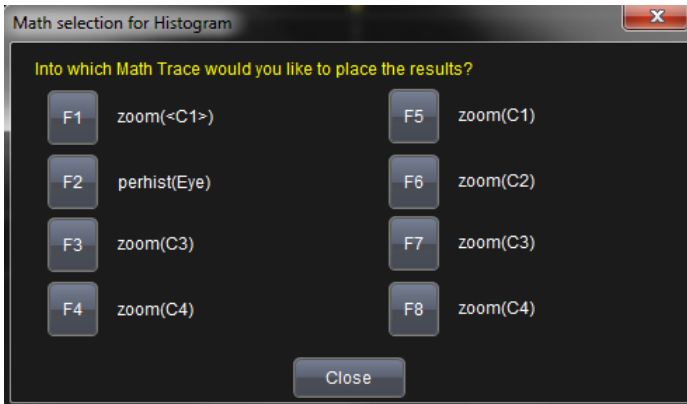 Math selection for Histogram
Into which Math Trace would you like to place the results?
F1 zoom(<C1>)
F5 zoom(C1)
F2 perhist(Eye)
F6 zoom(C2)
F3 zoom(C3)
F7 zoom(C3)
F4 zoom(C4)
F8 zoom(C4)
Close